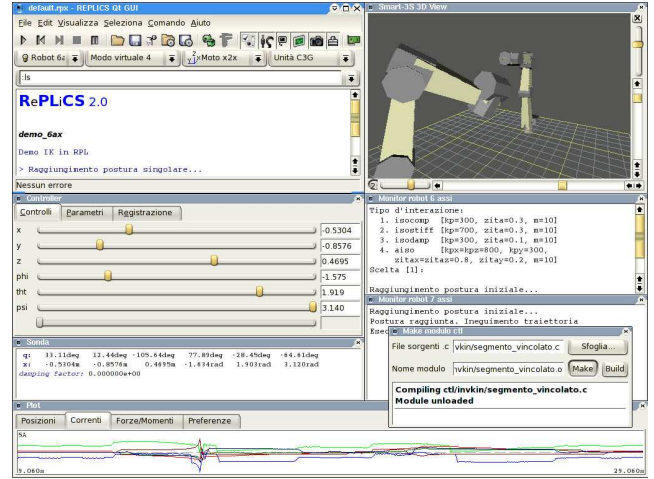 default.rpx - REPLICS Qt GUI
File Edit Visualizza Seleziona Comando Aiuto
Robot 6a
Modo virtuale 4
Moto x2x
Unità C3G
:ls
RePLiCS 2.0
demo_6ax
Demo IK in RPL
> Raggiungimento postura singolare...
Nessun errore
Smart-3S 3D View
2
Controller
Controlli Parametri Registrazione
x -0.5304
y -0.8576
z 0.4695
phi -1.575
tht 1.919
psi 3.140
Monitor robot 6 assi
Tipo d'interazione:
1. isocomp [kp=300, zita=0.3, m=10]
2. isostiff [kp=700, zita=0.3, m=10]
3. isodamp [kp=300, zita=0.1, m=10]
4. aiso [kpx=kpz=800, kpy=300,
zitax=zitaz=0.8, zitay=0.2, m=10]
Scelta [1]:
Raggiungimento postura iniziale...
Monitor robot 7 assi
Raggiungimento postura iniziale...
Postura raggiunta. Inseguimento traiettoria
Esec
Make modulo ctl
File sorgenti .c vkin/segmento_vincolato.c Sfoglia...
Nome modulo nvkin/segmento_vincolato.o Make Build
Compiling ctl/invkin/segmento_vincolato.c
Module unloaded
Sonda
q: 33.11deg 12.44deg -105.64deg 77.89deg -28.45deg -64.61deg
x: -0.5304m -0.8576m 0.4695m -1.634rad 1.903rad 3.120rad
damping factor: 0.000000e+00
Plot
Posizioni Correnti Forze/Momenti Preferenze
5A
9.060s 29.060s